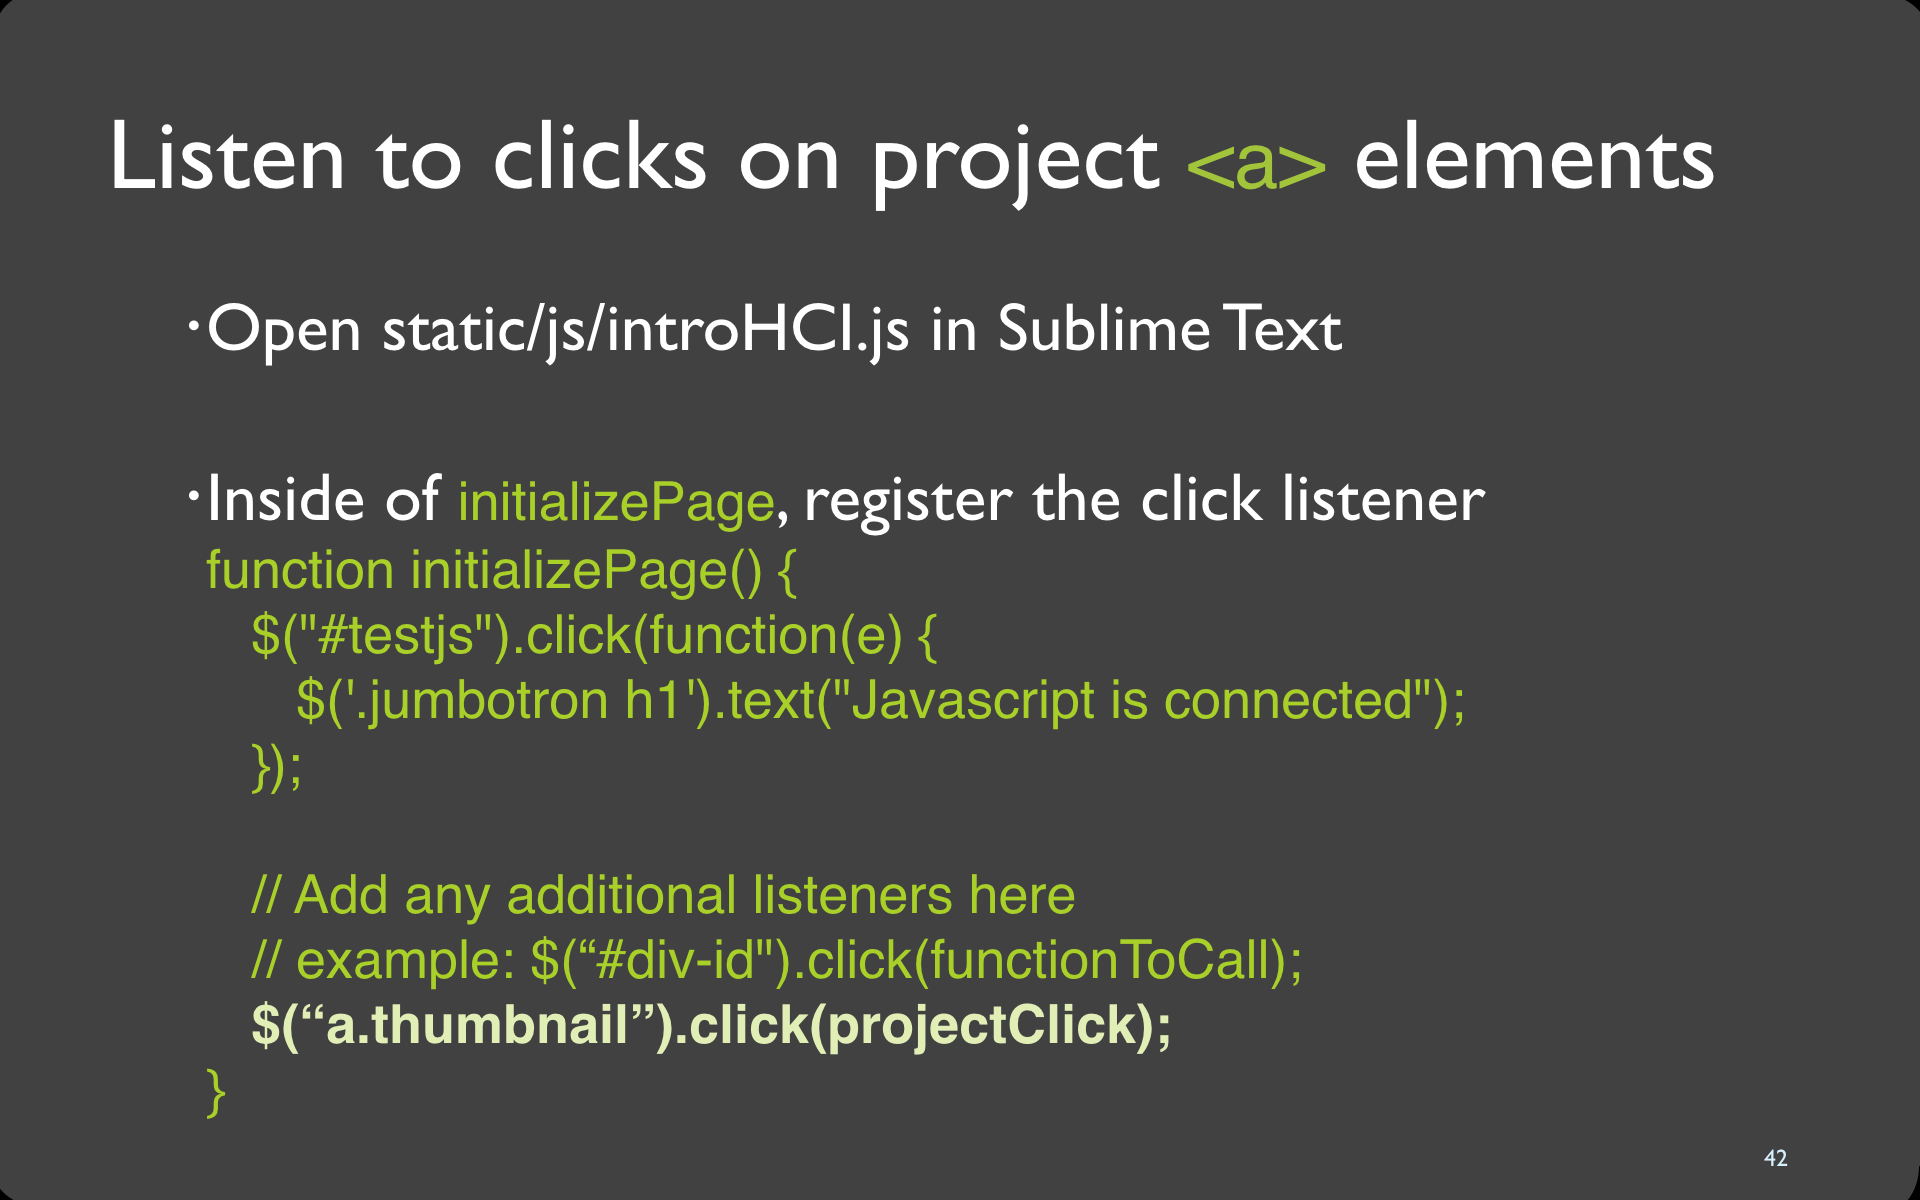 Listen to clicks on project <a> elements
•Open static/js/introHCI.js in Sublime Text
•Inside of initializePage, register the click listener
function initializePage() {
$("#testjs").click(function(e) {
$('.jumbotron h1').text("Javascript is connected");
});
// Add any additional listeners here
// example: $(“#div-id").click(functionToCall);
$(“a.thumbnail”).click(projectClick);
}
42